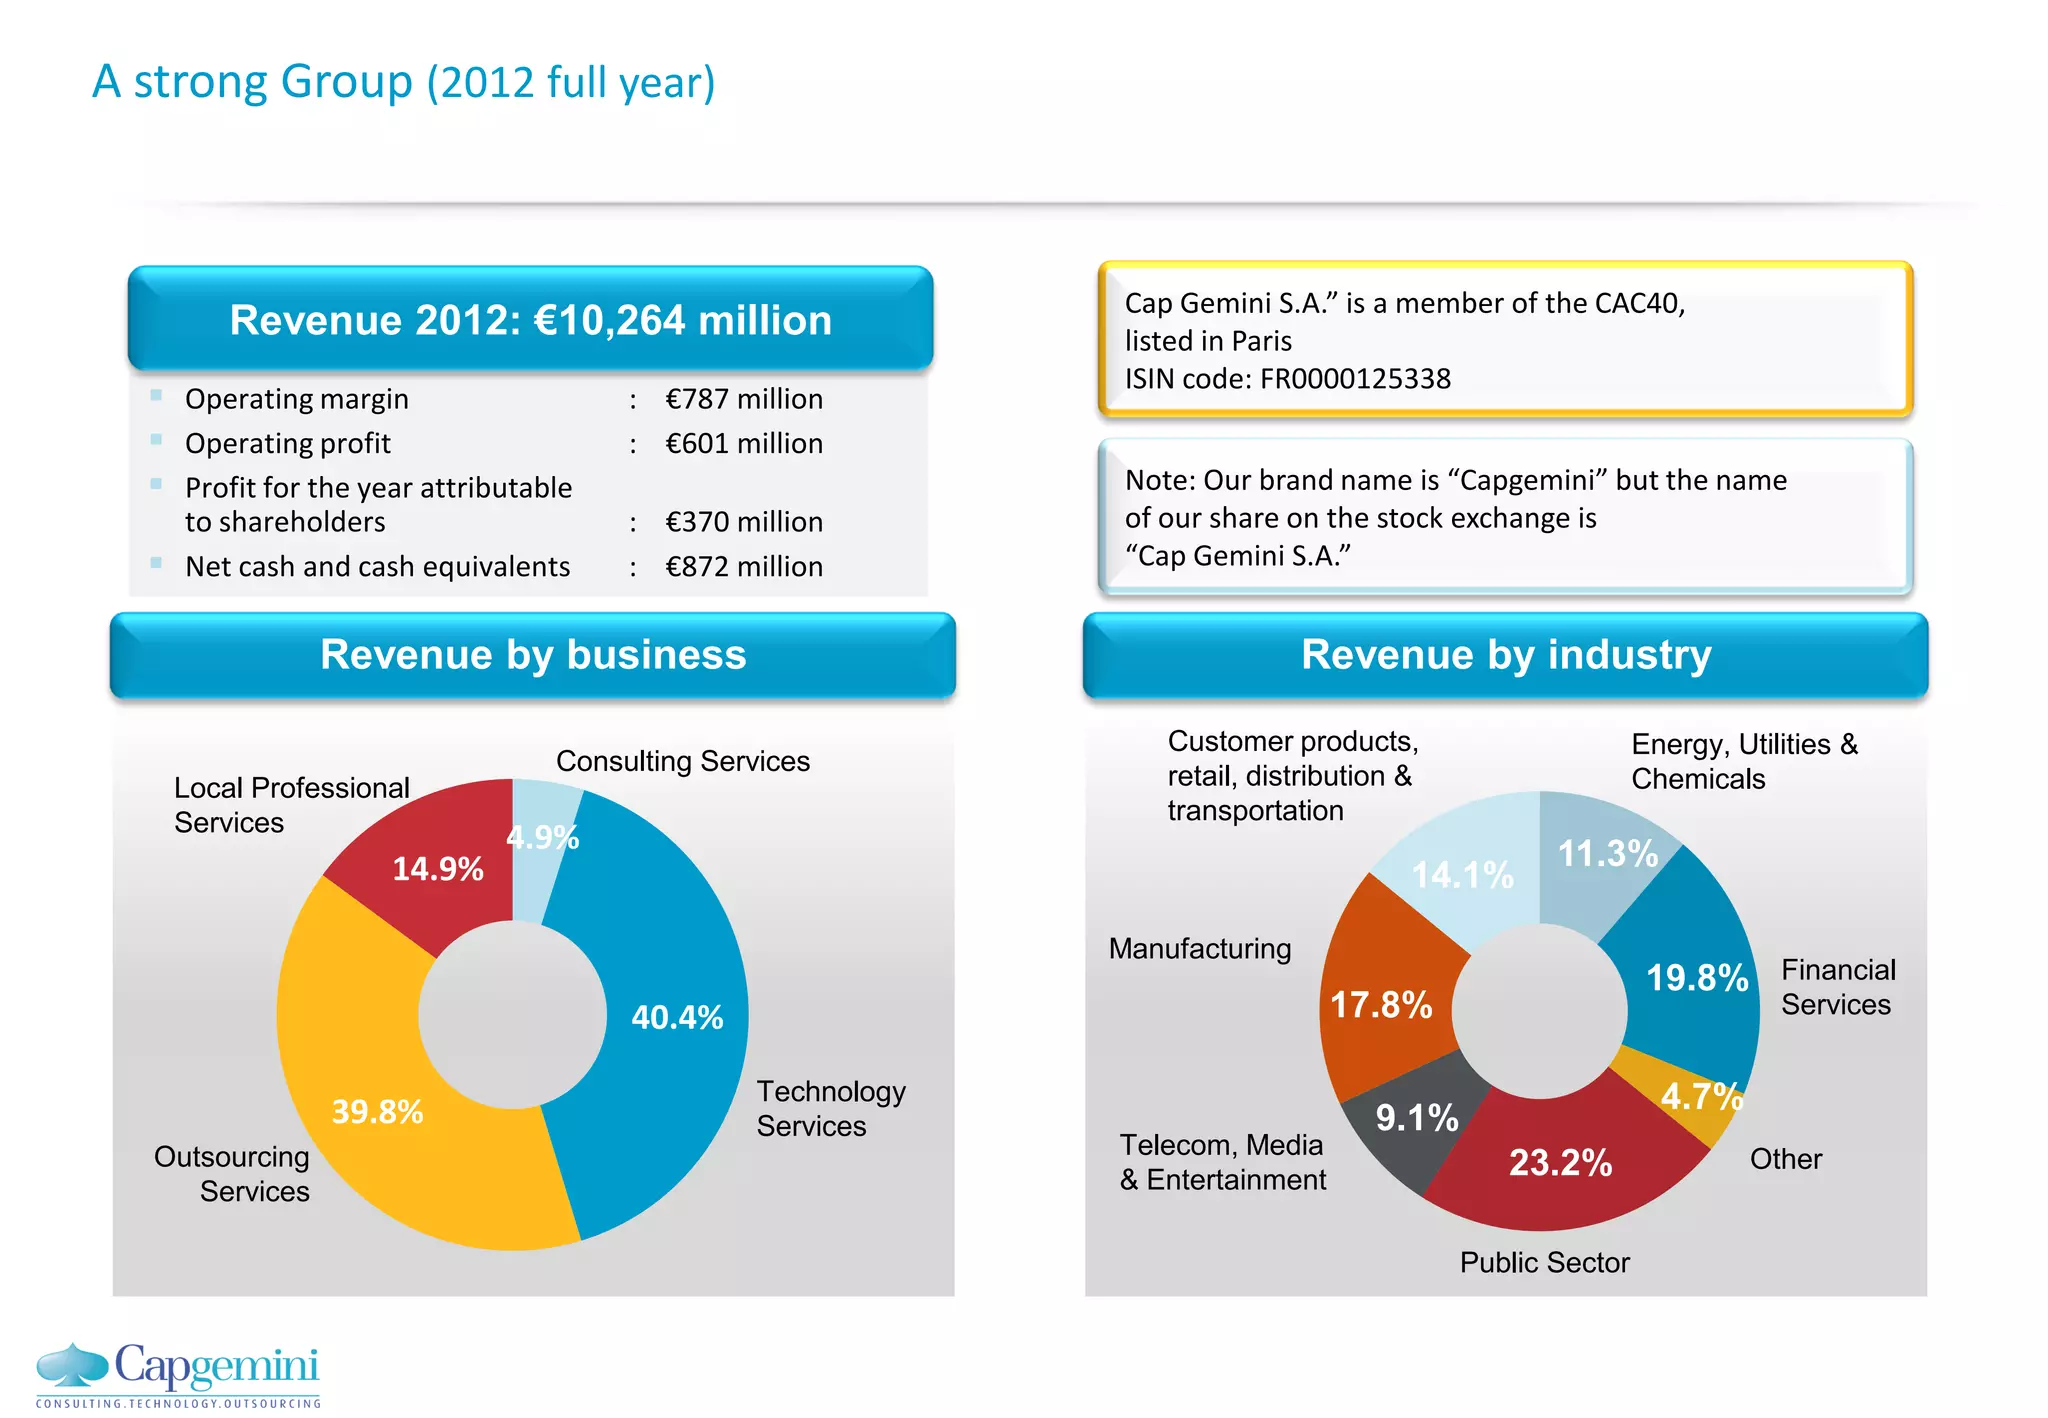 A strong Group (2012 full year)
Revenue 2012: €10,264 million
Operating margin : €787 million
Operating profit : €601 million
Profit for the year attributable
to shareholders : €370 million
Net cash and cash equivalents : €872 million
Cap Gemini S.A.” is a member of the CAC40,
listed in Paris
ISIN code: FR0000125338
Note: Our brand name is “Capgemini” but the name
of our share on the stock exchange is
“Cap Gemini S.A.”
Revenue by business
Consulting Services
Local Professional
Services
4.9%
14.9%
40.4%
39.8%
Technology
Services
Outsourcing
Services
Revenue by industry
Customer products,
retail, distribution &
transportation
Energy, Utilities &
Chemicals
11.3%
14.1%
Manufacturing
19.8%
Financial
Services
17.8%
4.7%
9.1%
Telecom, Media
& Entertainment
23.2%
Other
Public Sector
Capgemini
CONSULTING.TECHNOLOGY.OUTSOURCING